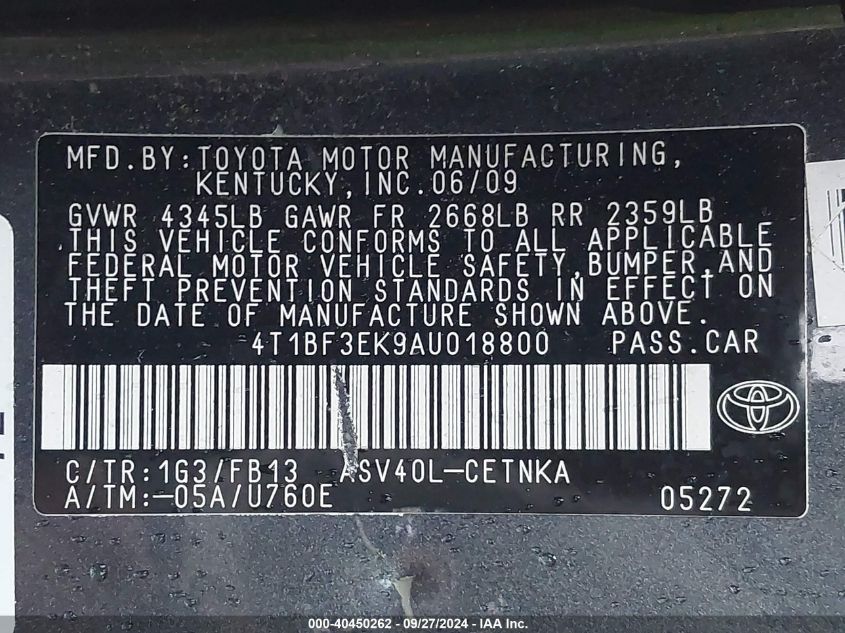 MFD.BY:TOYOTA MOTOR MANUFACTURING,
KENTUCKY,INC.06/09
GVWR 4345LB GAWR FR 2668LB RR 2359LB
THIS VEHICLE CONFORMS TO ALL APPLICABLE
FEDERAL MOTOR VEHICLE SAFETY,BUMPER,AND
THEFT PREVENTION STANDARDS IN EFFECT ON
THE DATE OF MANUFACTURE SHOWN ABOVE.
4T1BF3EK9AU018800 PASS.CAR
C/TR:1G3/FB13 ASV40L-CETNKA
A/TM:-05A/U760E 05272
000-40450262 - 09/27/2024 - IAA Inc.